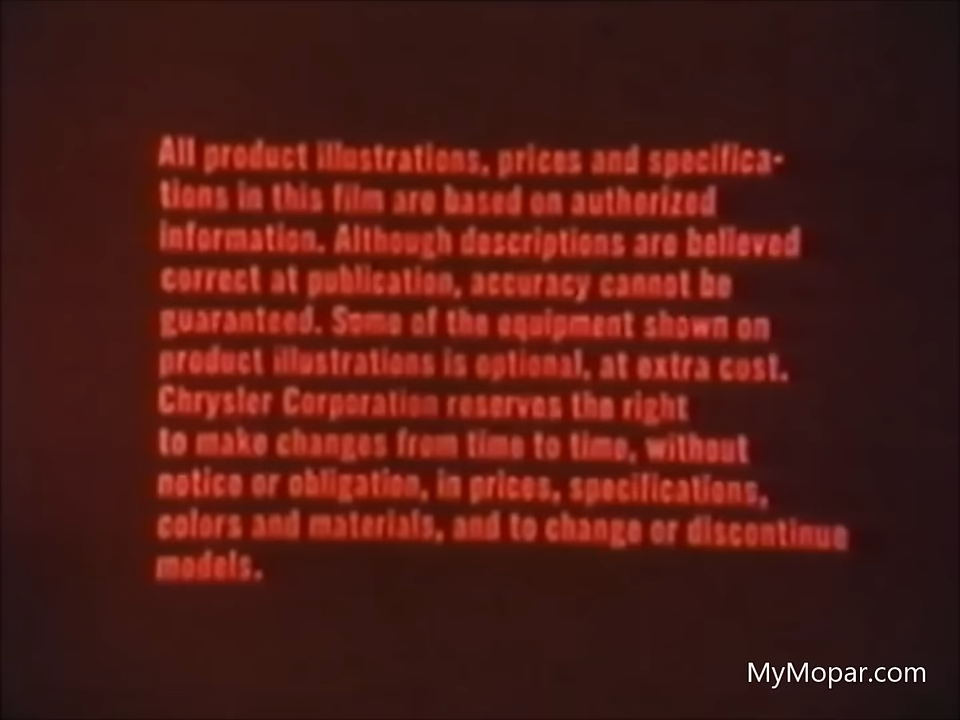 All product illustrations, prices and specifica-
tions in this film are based on authorized
information. Although descriptions are believed
correct at publication, accuracy cannot be
guaranteed. Some of the equipment shown on
product illustrations is optional, at extra cost.
Chrysler Corporation reserves the right
to make changes from time to time, without
notice or obligation, in prices, specifications,
colors and materials, and to change or discontinue
models.
MyMopar.com